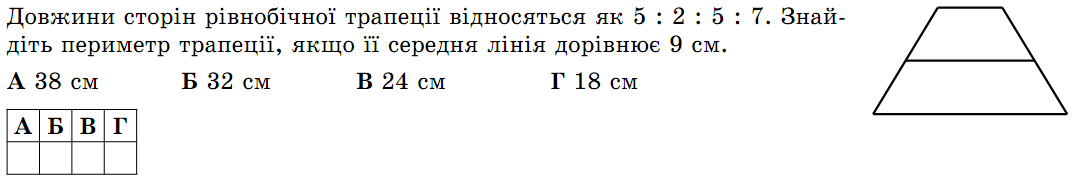 Довжини сторін рівнобічної трапеції відносяться як 5 : 2 : 5 : 7. Знай-
діть периметр трапеції, якщо її середня лінія дорівнює 9 см.
А 38 см Б 32 см В 24 см Г 18 см
А Б В Г